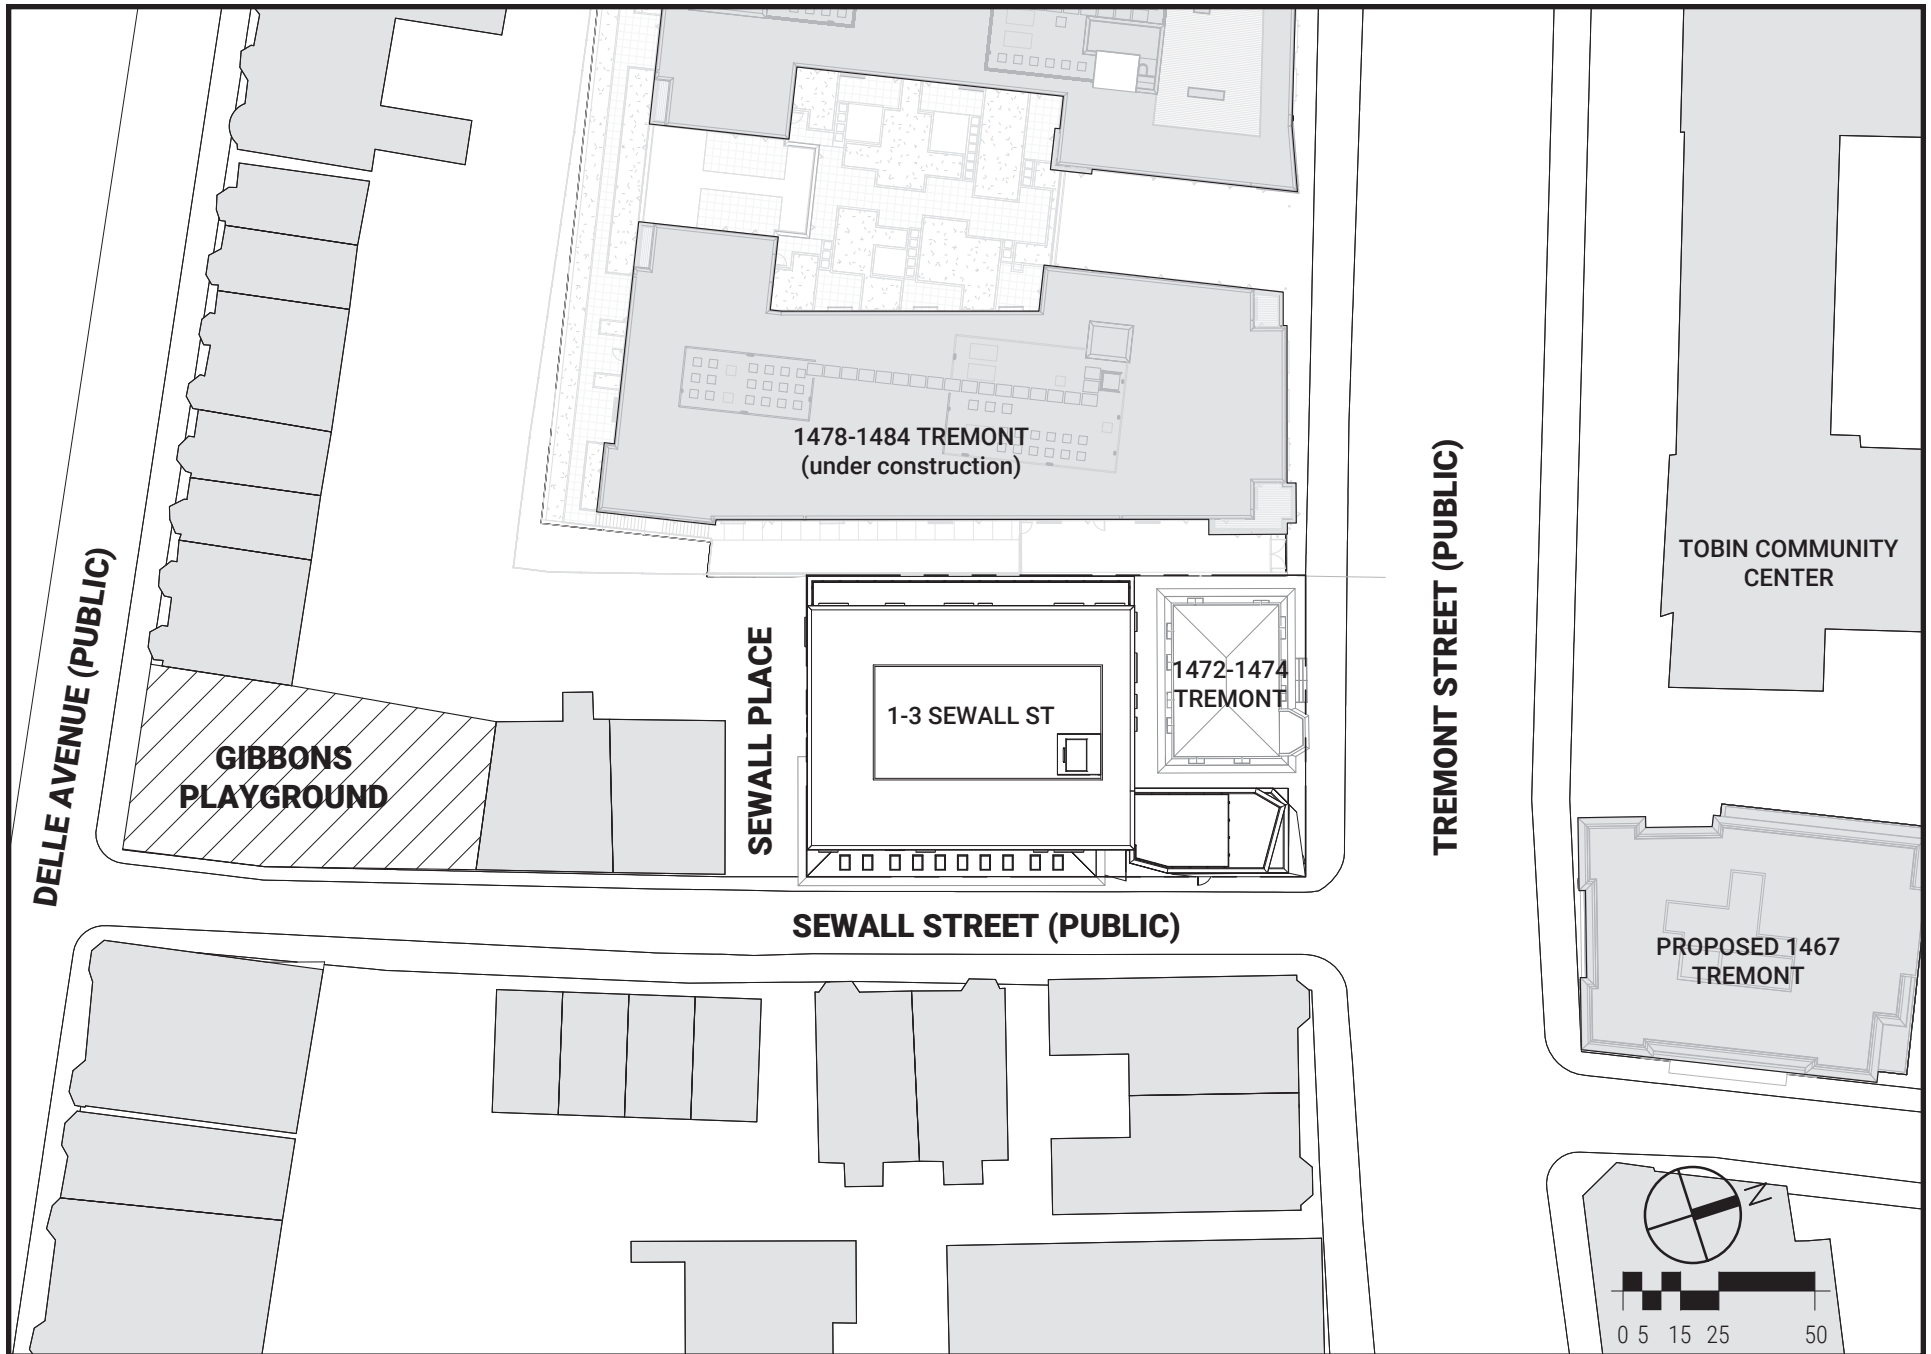 1478-1484 TREMONT
(under construction)
TREMONT STREET (PUBLIC)
TOBIN COMMUNITY
CENTER
DELLE AVENUE (PUBLIC)
SEWALL PLACE
1472-1474
TREMONT
1-3 SEWALL ST
GIBBONS
PLAYGROUND
SEWALL STREET (PUBLIC)
PROPOSED 1467
TREMONT
N
0 5 15 25 50